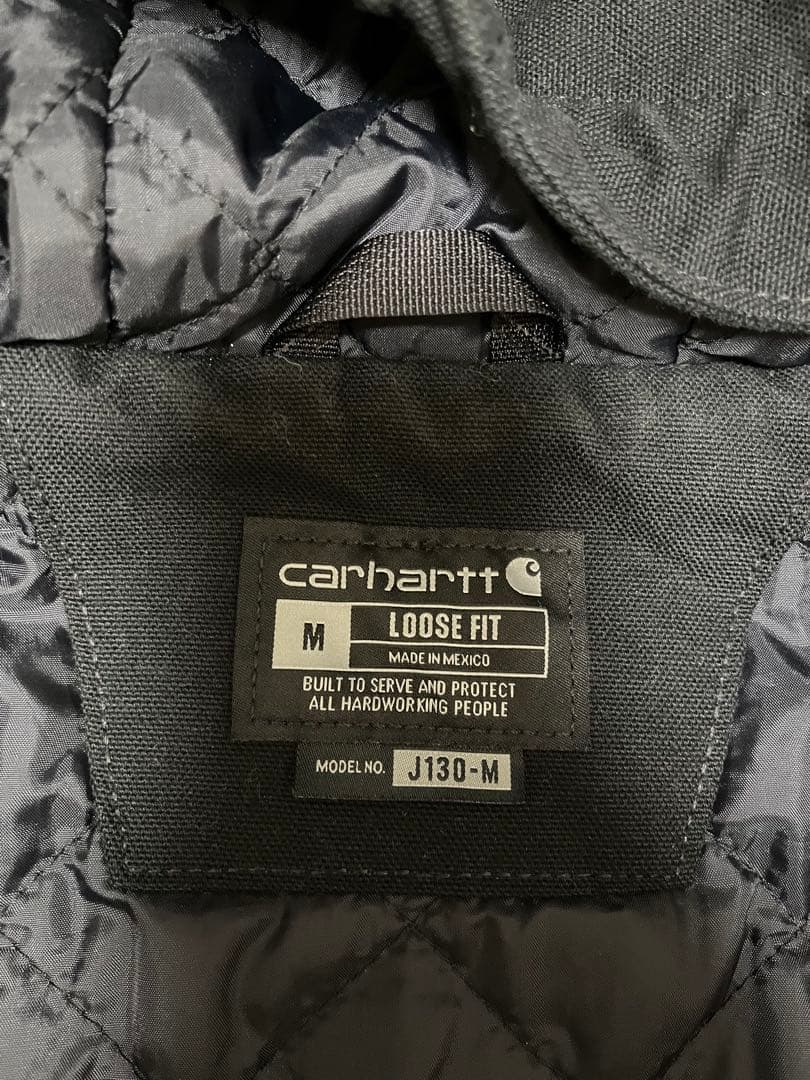 carhartt
M LOOSE FIT
MADE IN MEXICO
BUILT TO SERVE AND PROTECT
ALL HARDWORKING PEOPLE
MODEL NO. J130-M